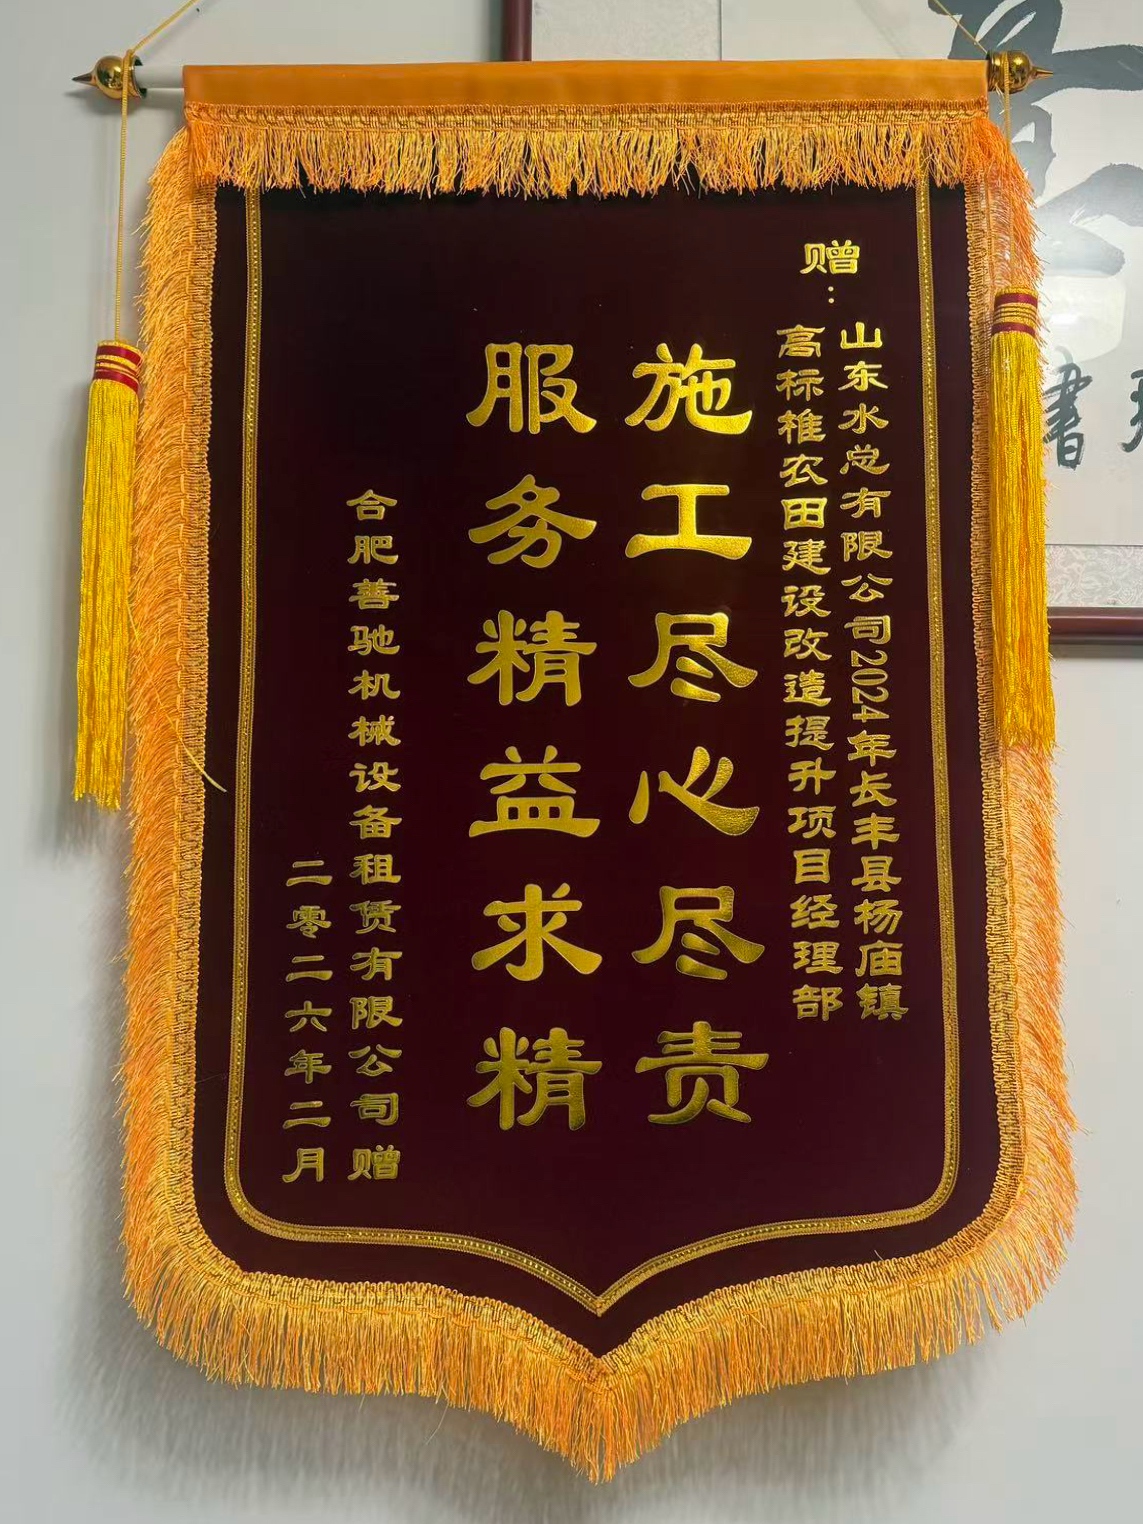 赠：
山东水总有限公司2024年长丰县杨庙镇
高标椎农田建设改造提升项目经理部
施工尽心尽责
服务精益求精
合肥善驰机械设备租赁有限公司赠
二零二六年二月
書